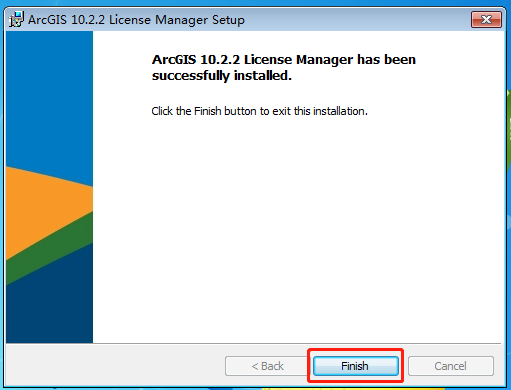 ArcGIS 10.2.2 License Manager Setup
ArcGIS 10.2.2 License Manager has been
successfully installed.
Click the Finish button to exit this installation.
< Back
Finish
Cancel